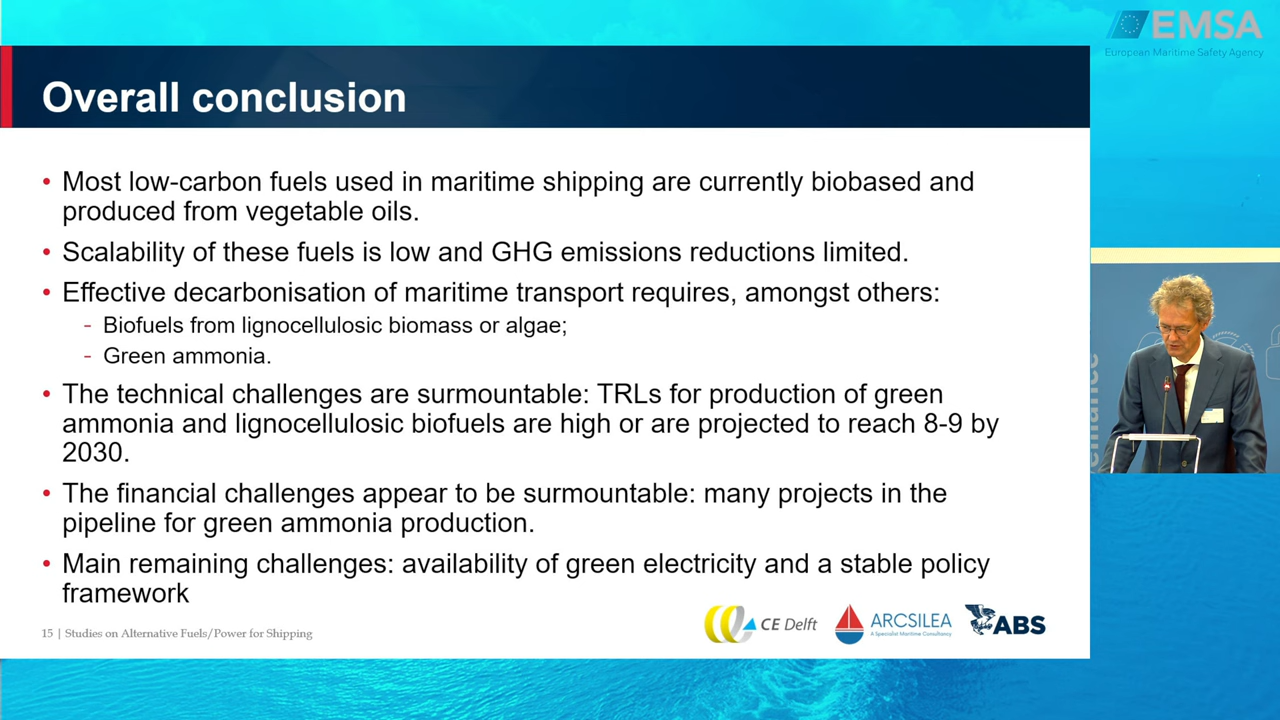 EMSA
European Maritime Safety Agency
Overall conclusion
• Most low-carbon fuels used in maritime shipping are currently biobased and
produced from vegetable oils.
• Scalability of these fuels is low and GHG emissions reductions limited.
• Effective decarbonisation of maritime transport requires, amongst others:
- Biofuels from lignocellulosic biomass or algae;
- Green ammonia.
• The technical challenges are surmountable: TRLs for production of green
ammonia and lignocellulosic biofuels are high or are projected to reach 8-9 by
2030.
• The financial challenges appear to be surmountable: many projects in the
pipeline for green ammonia production.
• Main remaining challenges: availability of green electricity and a stable policy
framework
15 | Studies on Alternative Fuels/Power for Shipping
CE Delft
ARCSILEA
A Specialist Maritime Consultancy
ABS